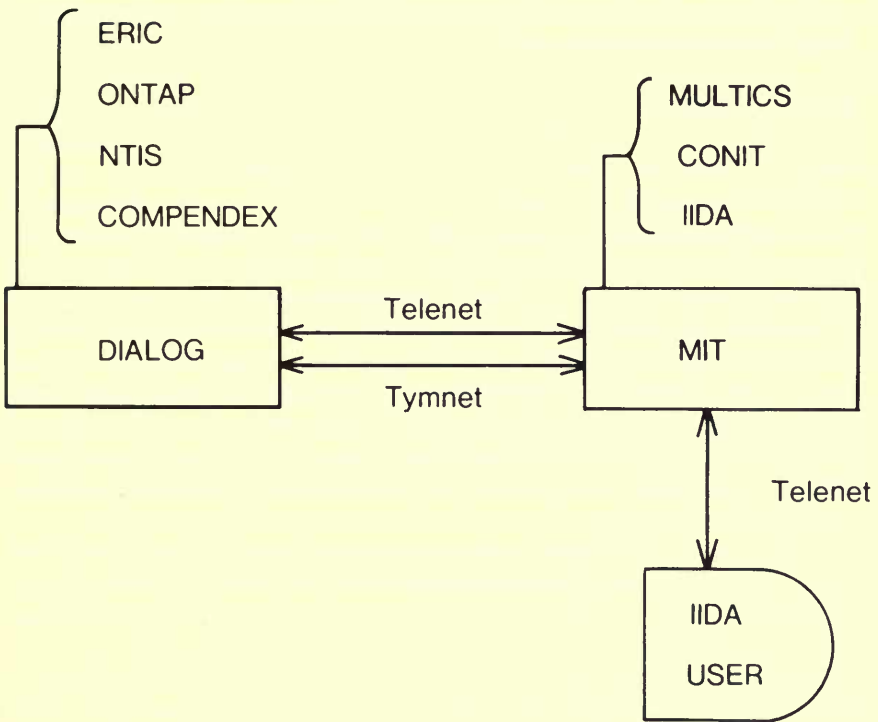 ERIC
ONTAP
NTIS
COMPENDEX
MULTICS
CONIT
IIDA
DIALOG
Telenet
Tymnet
MIT
Telenet
IIDA
USER